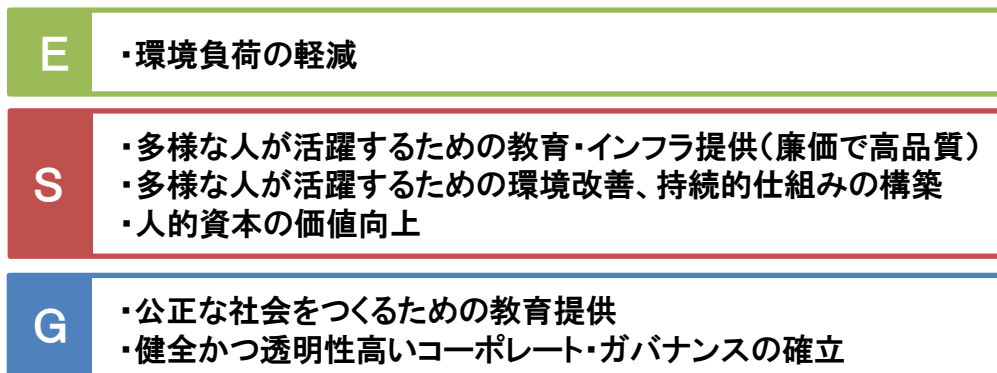 E
・環境負荷の軽減
S
・多様な人が活躍するための教育・インフラ提供（廉価で高品質）
・多様な人が活躍するための環境改善、持続的仕組みの構築
・人的資本の価値向上
G
・公正な社会をつくるための教育提供
・健全かつ透明性高いコーポレート・ガバナンスの確立